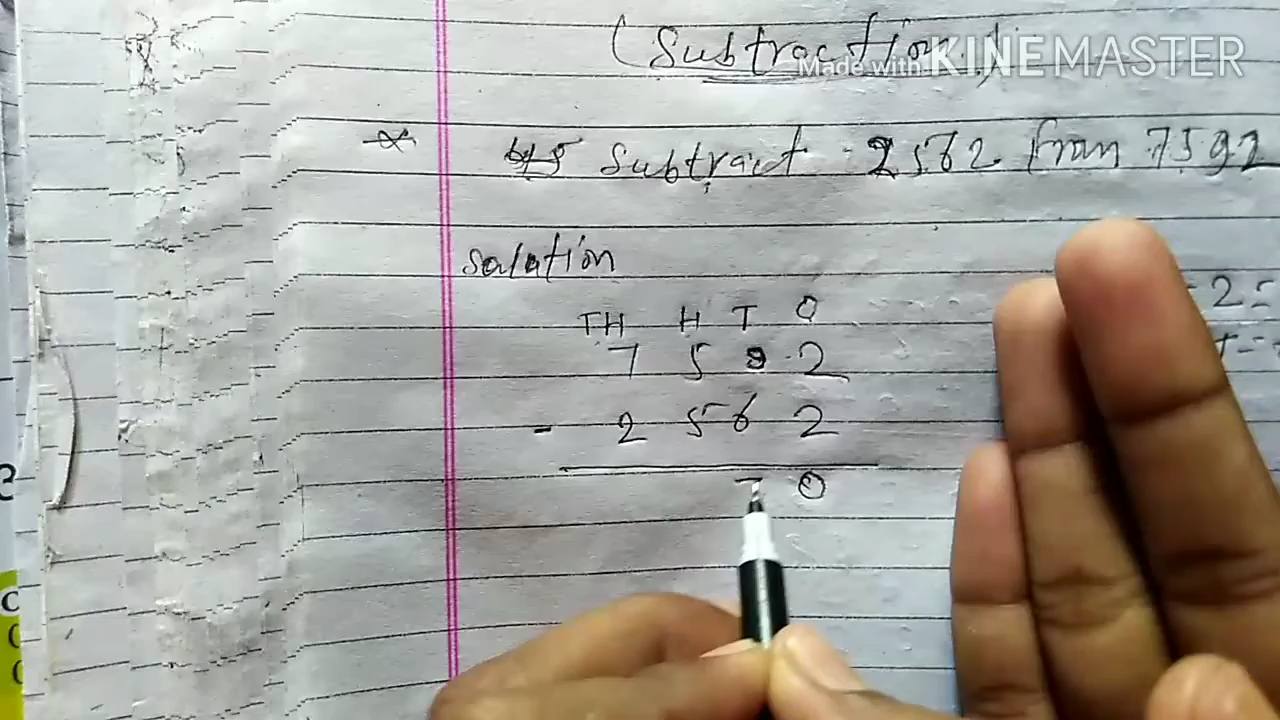 (Subtraction)
Made with KINEMASTER
* Subtract 2562 from 7592
Solution
TH H T O
7 5 9 2
- 2 5 6 2
0